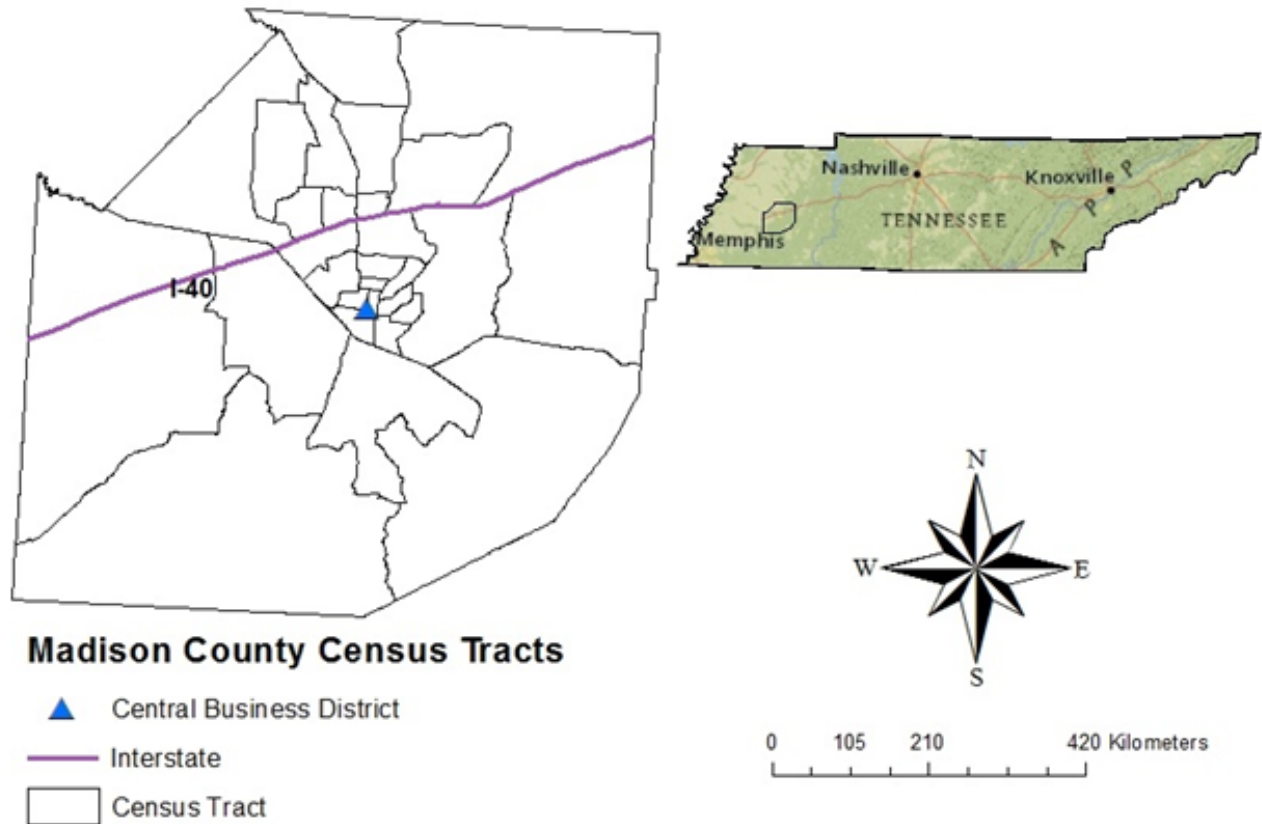 I-40
Nashville
Knoxville
TENNESSEE
Memphis
A P P
N
W E
S
Madison County Census Tracts
Central Business District
Interstate
Census Tract
0 105 210 420 Kilometers